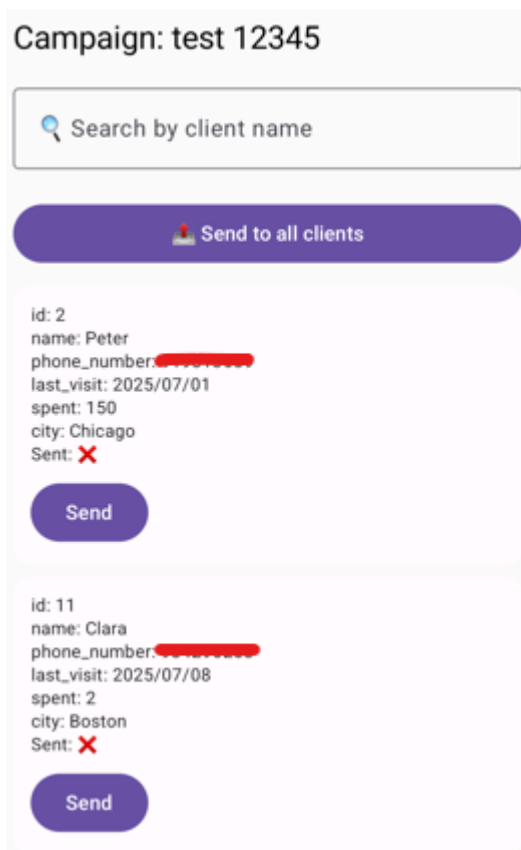 Campaign: test 12345
🔍 Search by client name
📤 Send to all clients
id: 2
name: Peter
phone_number:
last_visit: 2025/07/01
spent: 150
city: Chicago
Sent: ❌
Send
id: 11
name: Clara
phone_number:
last_visit: 2025/07/08
spent: 2
city: Boston
Sent: ❌
Send